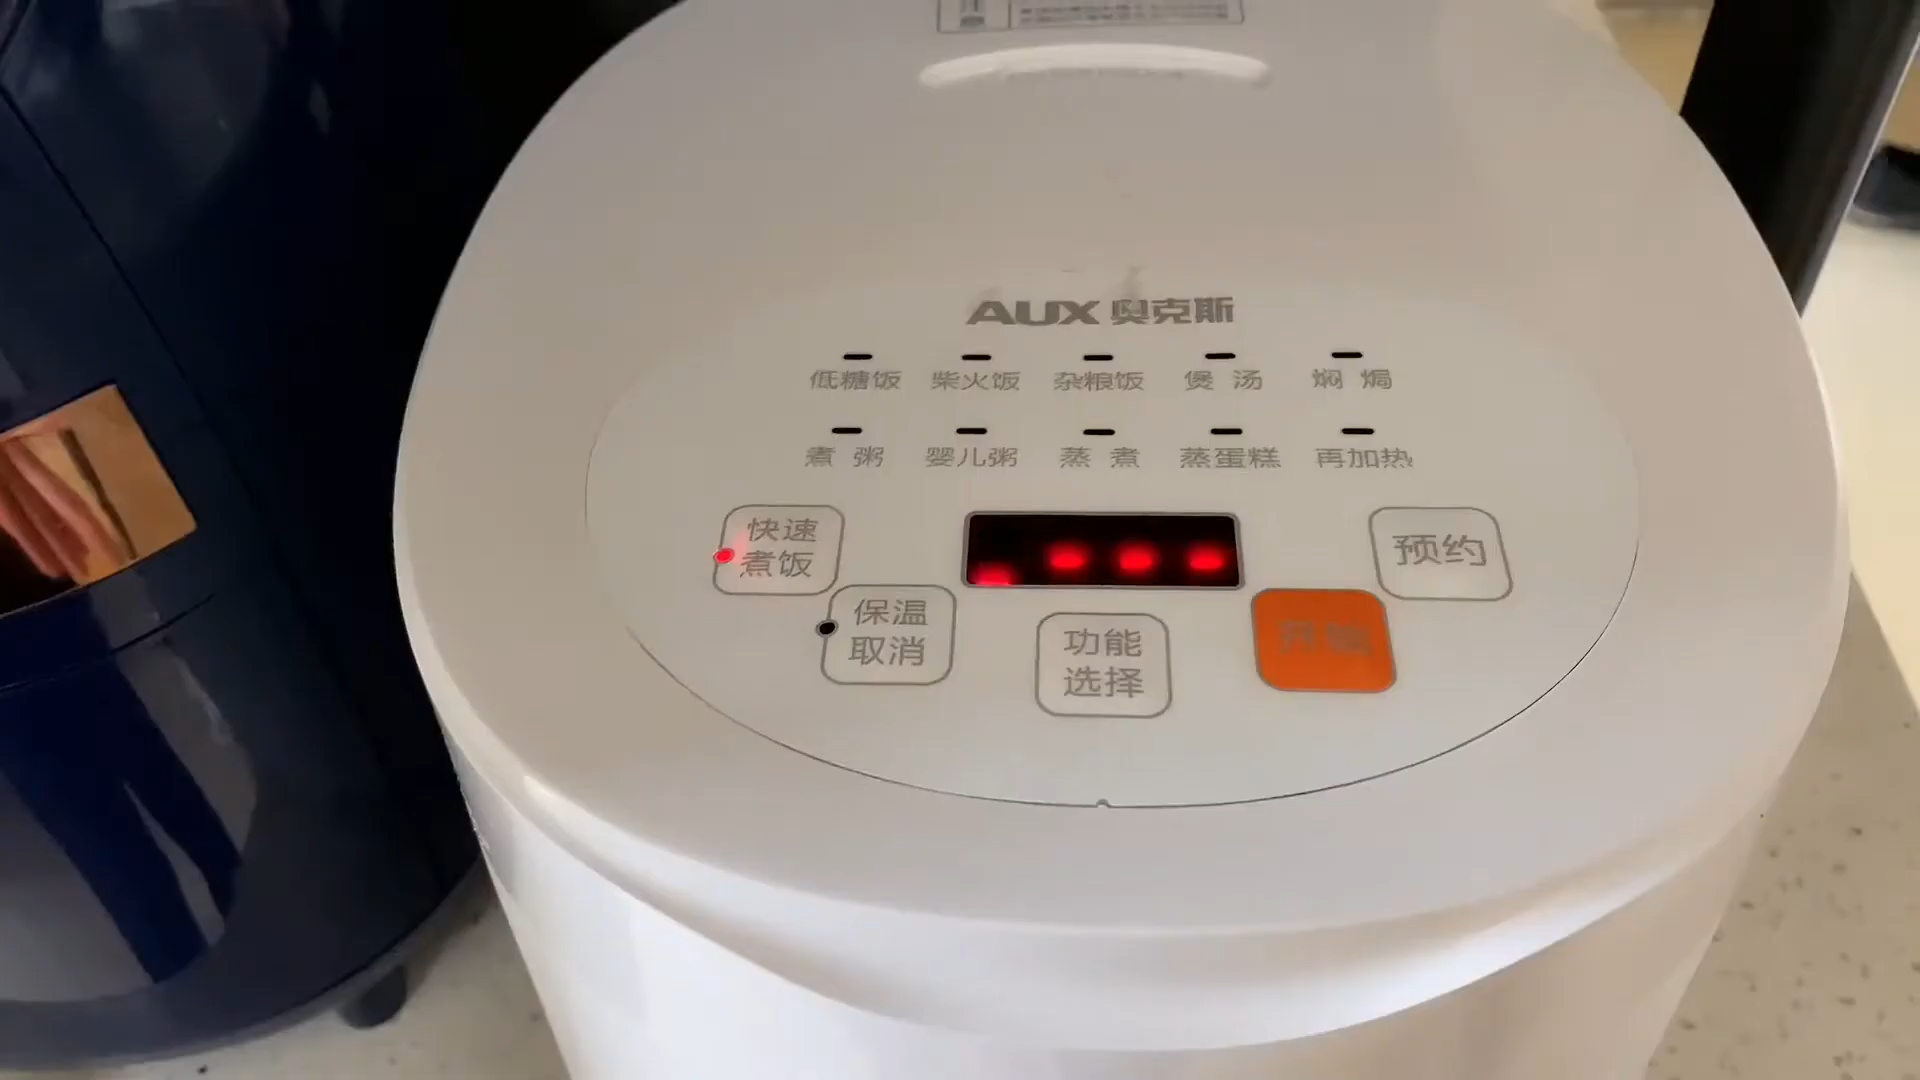 AUX 奥克斯
低糖饭 柴火饭 杂粮饭 煲 汤 焖 焗
煮 粥 婴儿粥 蒸 煮 蒸蛋糕 再加热
快速
煮饭
预约
保温
取消
功能
选择
开始